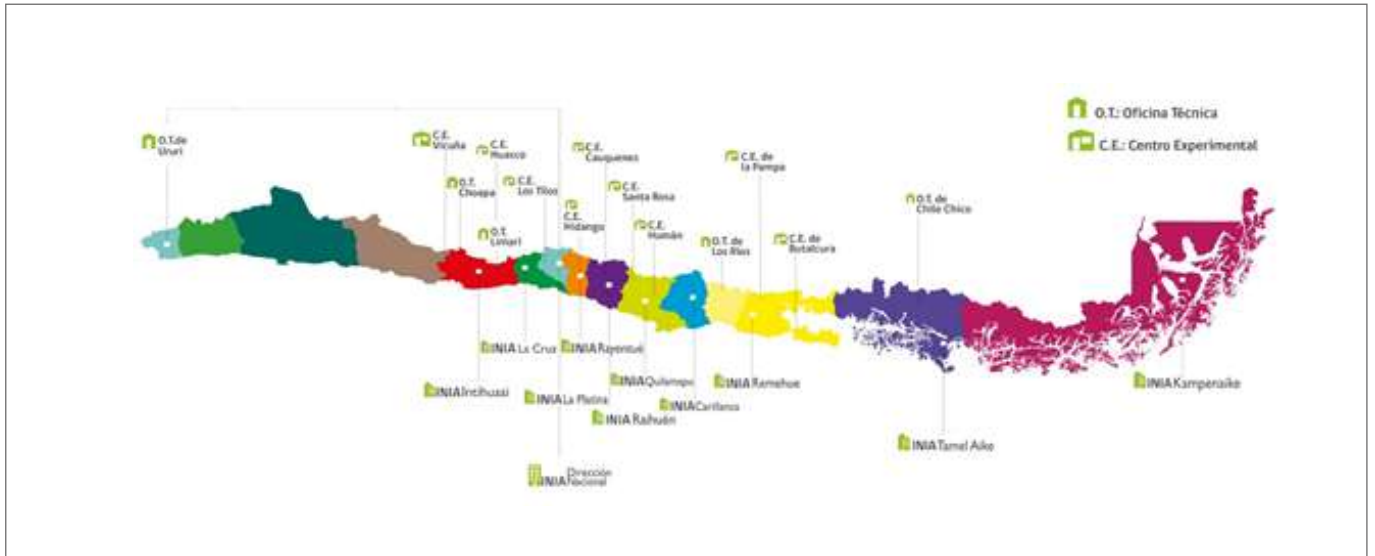 O.T.: Oficina Técnica
C.E.: Centro Experimental
O.T.de
Ururi
C.E.
Vicuña
C.E.
Huasco
C.E.
Cauquenes
C.E. de
la Pampa
O.T.
Choapa
C.E.
Los Tilos
C.E.
Santa Rosa
O.T. de
Chile Chico
O.T.
Limarí
C.E.
Hidango
C.E.
Humán
O.T. de
Los Ríos
C.E. de
Butalcura
INIA La Cruz
INIA Rayentué
INIA Intihuasi
INIA La Platina
INIA Quilamapu
INIA Remehue
INIA Kampenaike
INIA Carillanca
INIA Raihuén
INIA Tamel Aike
INIA Dirección
Nacional